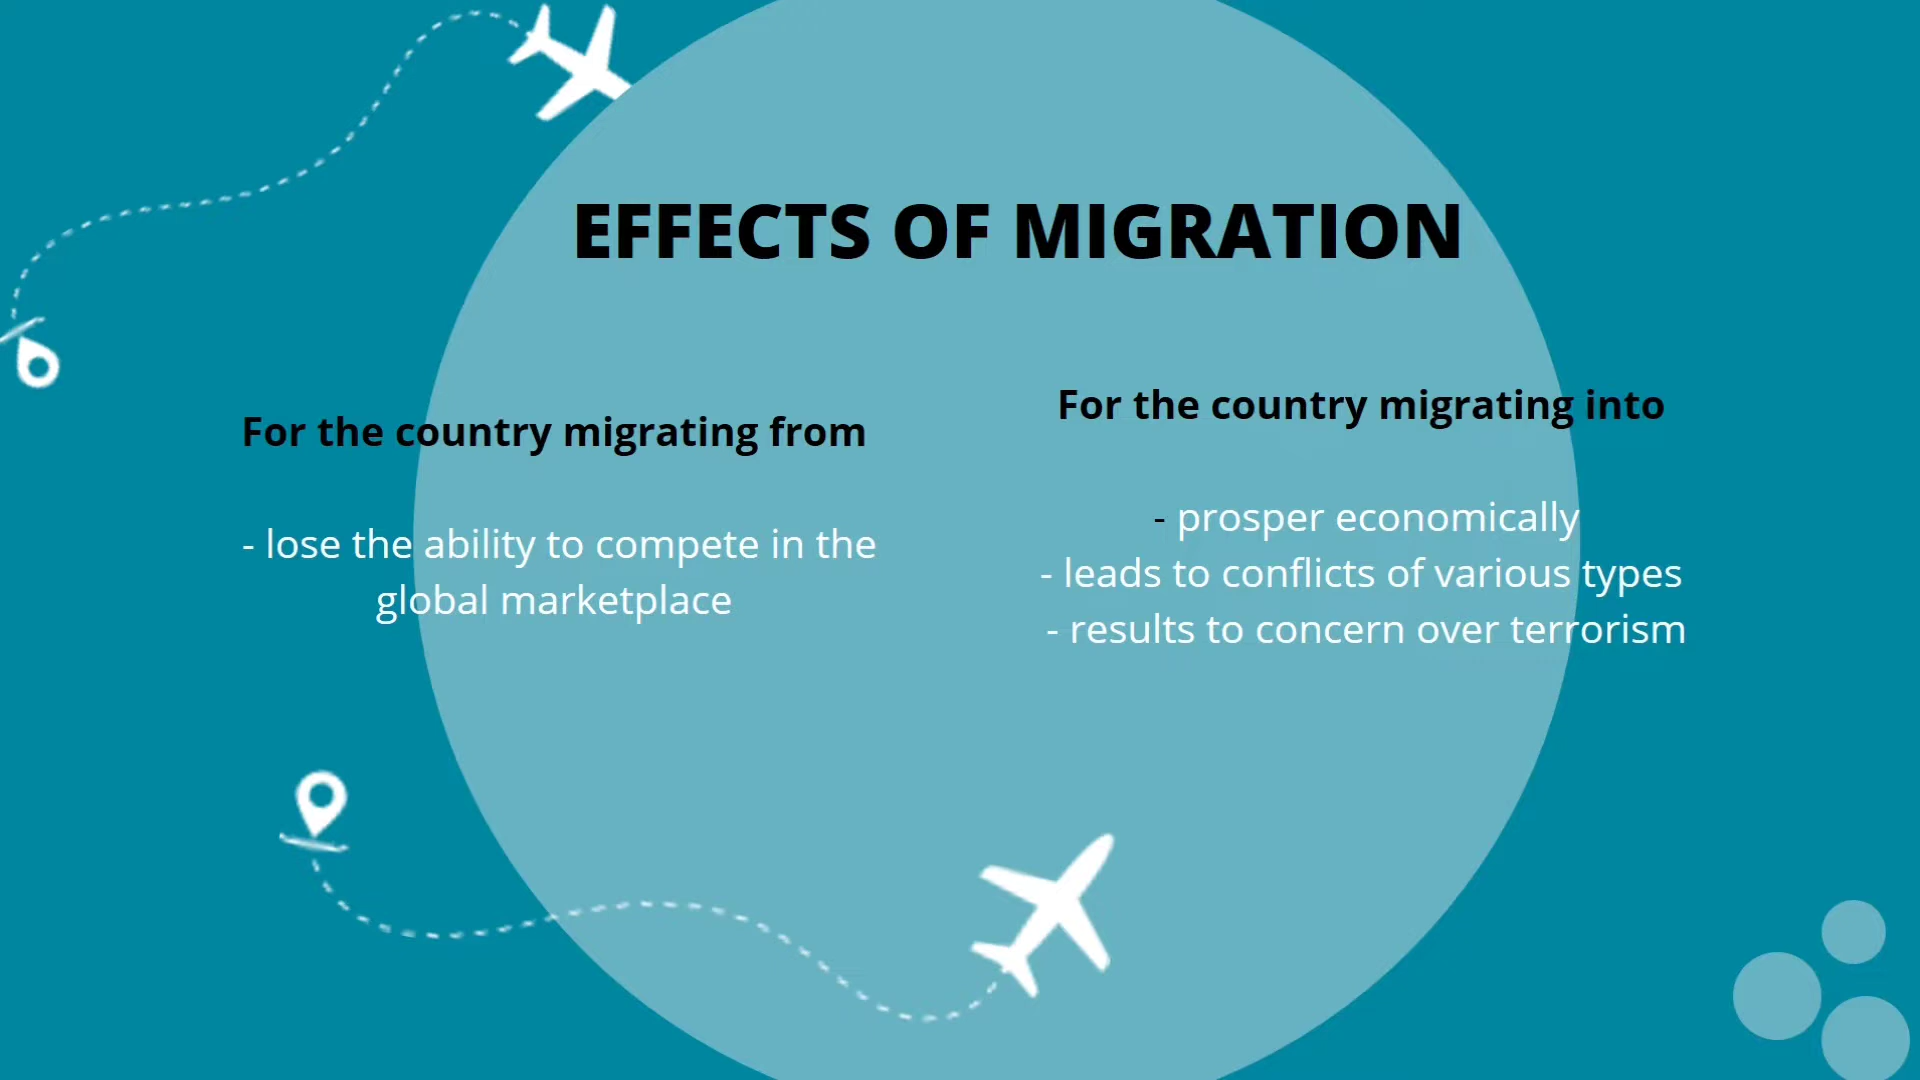 EFFECTS OF MIGRATION
For the country migrating from
- lose the ability to compete in the
global marketplace
For the country migrating into
- prosper economically
- leads to conflicts of various types
- results to concern over terrorism